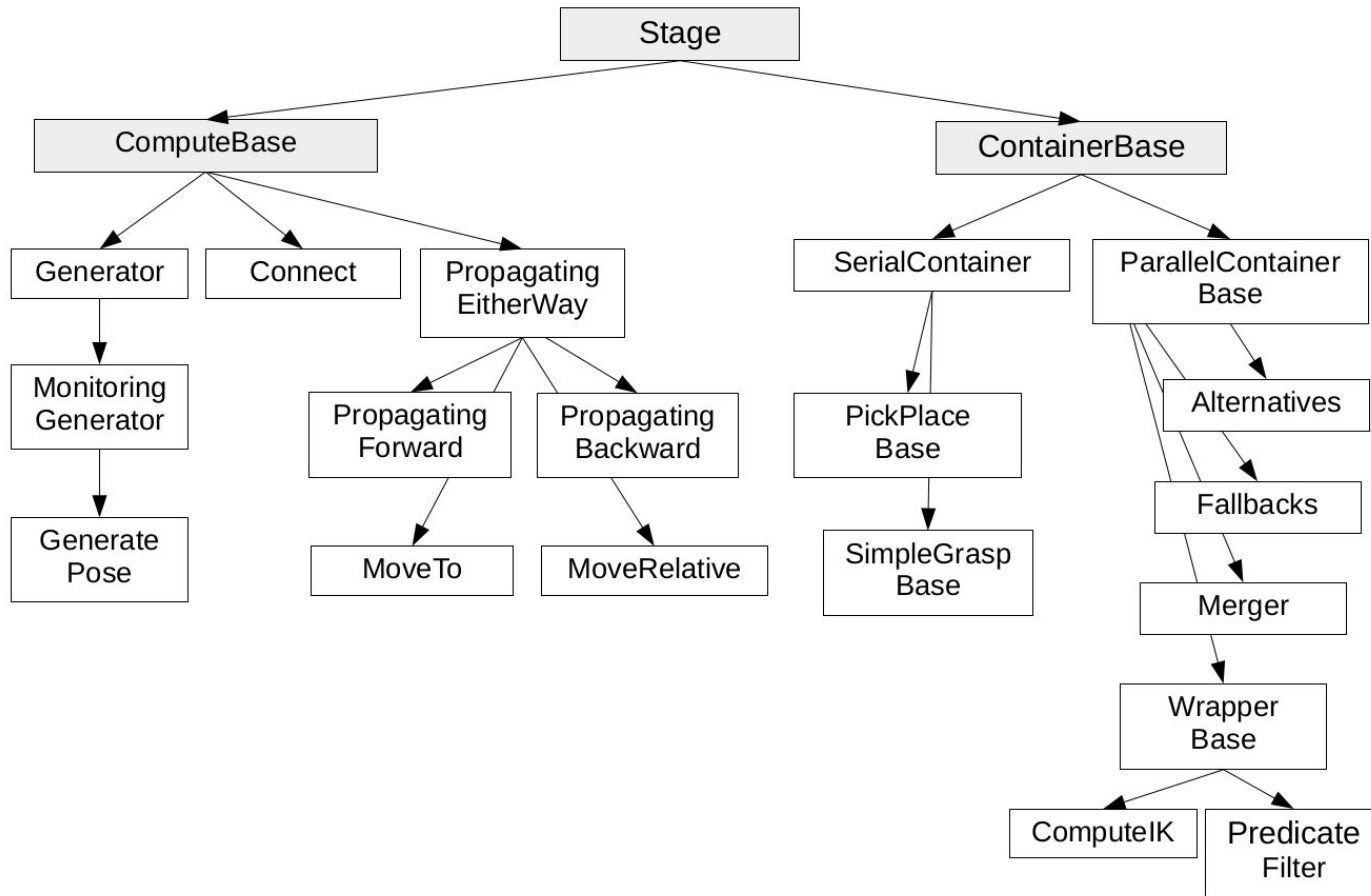 Stage
ComputeBase
ContainerBase
Generator
Connect
Propagating
EitherWay
SerialContainer
ParallelContainer
Base
Monitoring
Generator
Propagating
Forward
Propagating
Backward
PickPlace
Base
Alternatives
Fallbacks
Generate
Pose
MoveTo
MoveRelative
SimpleGrasp
Base
Merger
Wrapper
Base
ComputeIK
Predicate
Filter